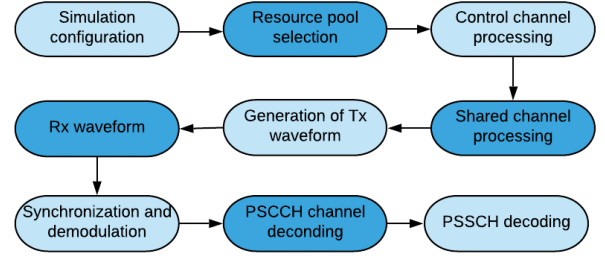 Simulation
configuration
Resource pool
selection
Control channel
processing
Shared channel
processing
Generation of Tx
waveform
Rx waveform
Synchronization and
demodulation
PSCCH channel
deconding
PSSCH decoding